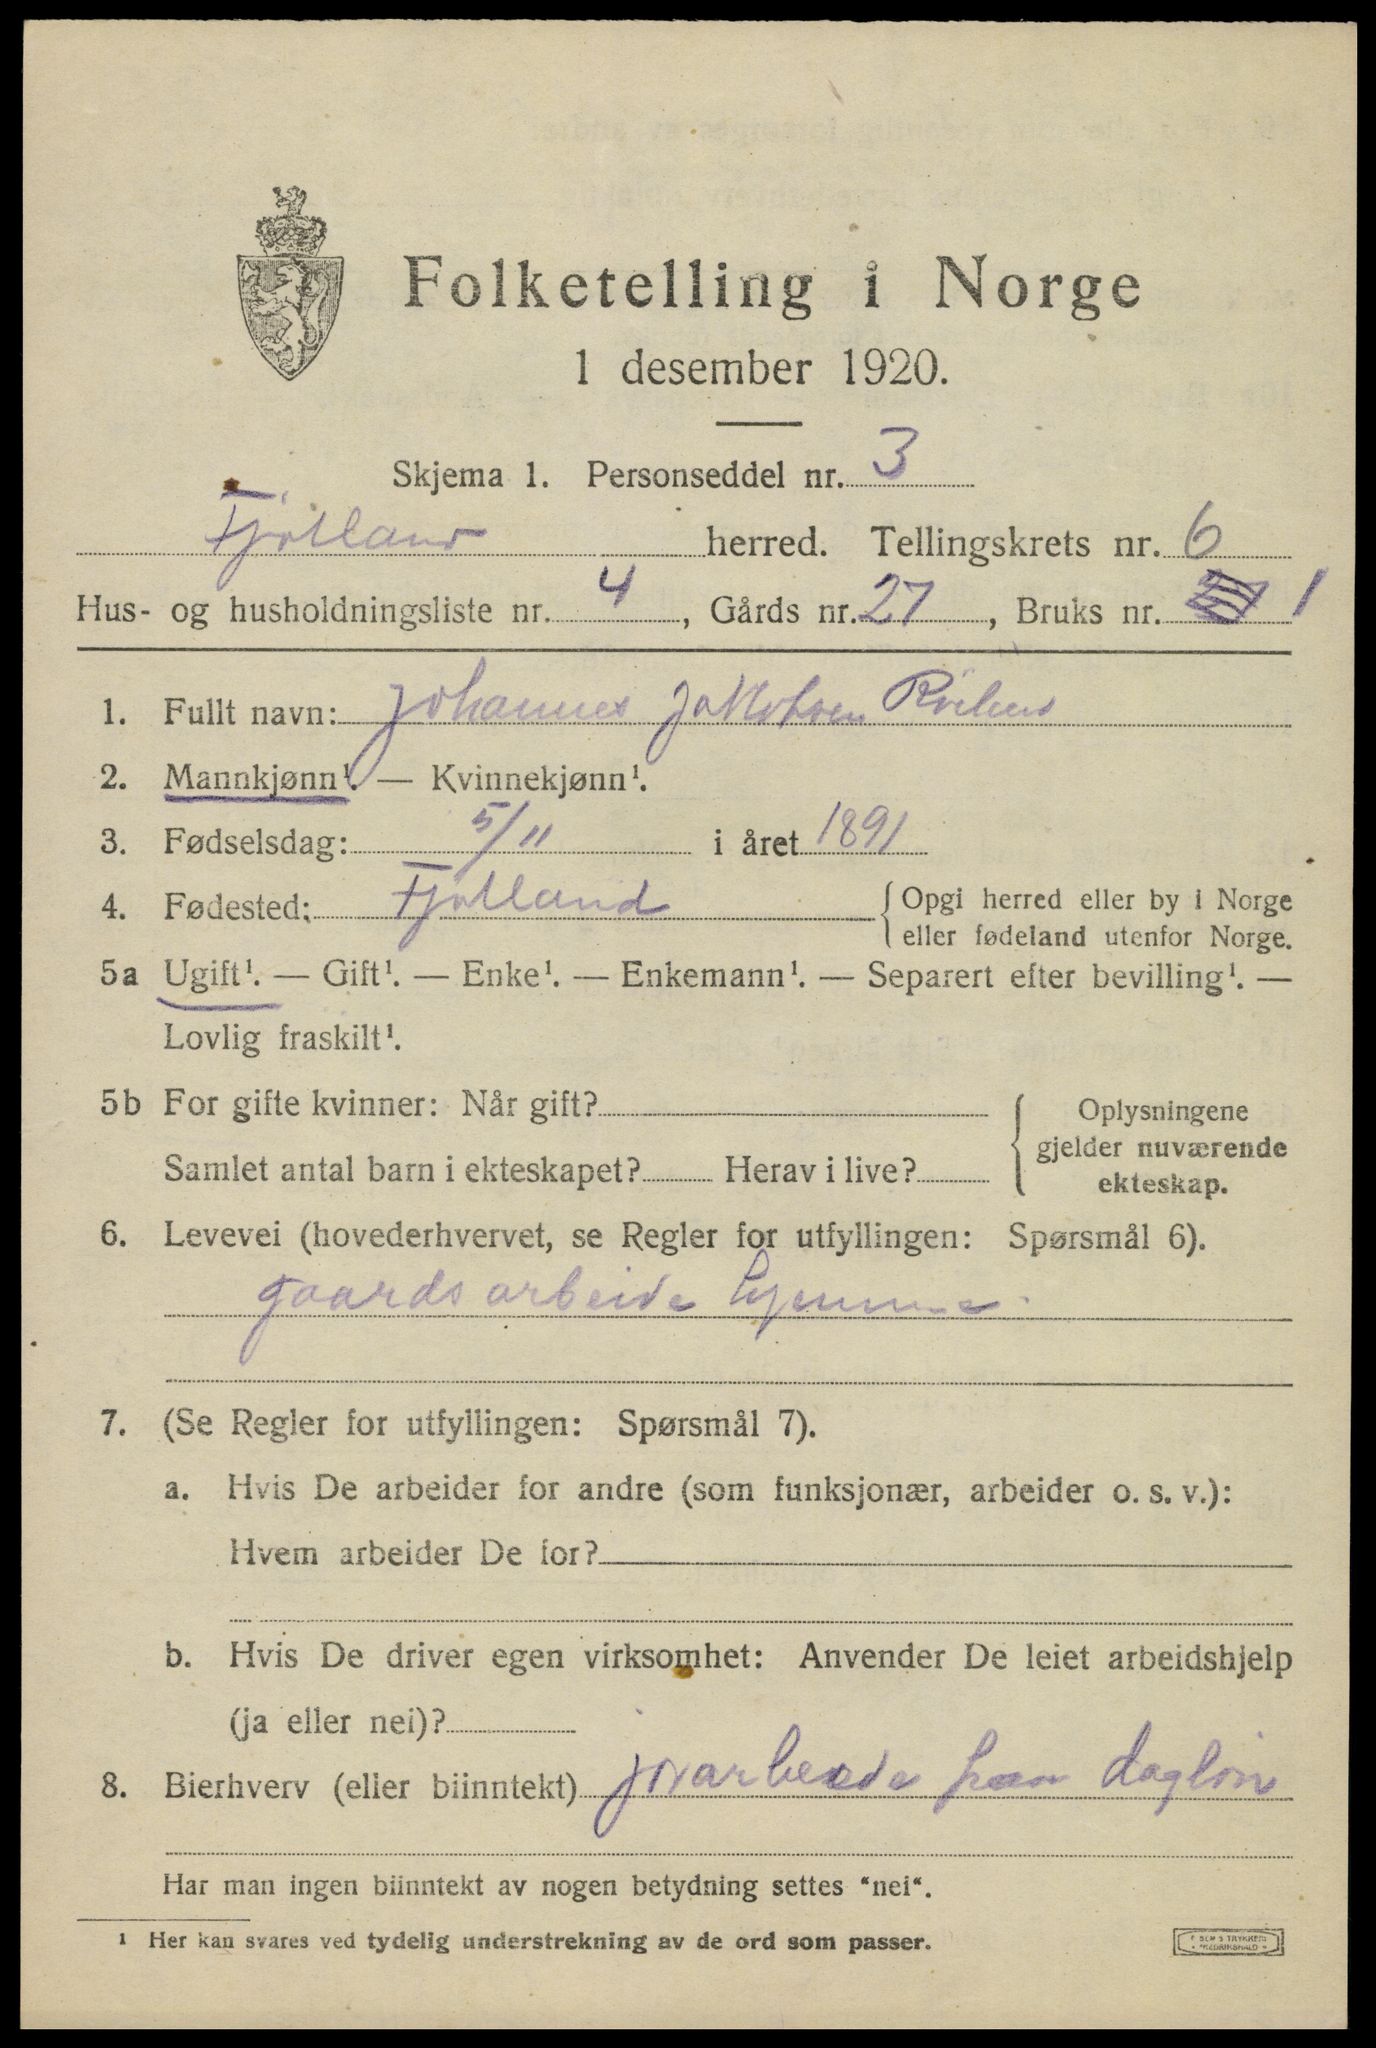 Folketelling i Norge
1 desember 1920.
Skjema 1. Personseddel nr. 3
Fjotland herred. Tellingskrets nr. 6
Hus- og husholdningsliste nr. 4, Gårds nr. 27, Bruks nr. 1
1. Fullt navn: Johannes Jakobsen
2. Mannkjønn¹. — Kvinnekjønn¹.
3. Fødselsdag: 5/11 i året 1891
4. Fødested: Fjotland {Opgi herred eller by i Norge
eller fødeland utenfor Norge.
5a Ugift¹. — Gift¹. — Enke¹. — Enkemann¹. — Separert efter bevilling¹. —
Lovlig fraskilt¹.
5b For gifte kvinner: Når gift?
Samlet antal barn i ekteskapet? Herav i live?
Oplysningene
gjelder nuværende
ekteskap.
6. Levevei (hovederhvervet, se Regler for utfyllingen: Spørsmål 6).
gaardsarbeide hjemme
7. (Se Regler for utfyllingen: Spørsmål 7).
a. Hvis De arbeider for andre (som funksjonær, arbeider o. s. v.):
Hvem arbeider De for?
b. Hvis De driver egen virksomhet: Anvender De leiet arbeidshjelp
(ja eller nei)?
8. Bierhverv (eller biinntekt) jorarbeide paa daglön
Har man ingen biinntekt av nogen betydning settes "nei".
¹ Her kan svares ved tydelig understrekning av de ord som passer.